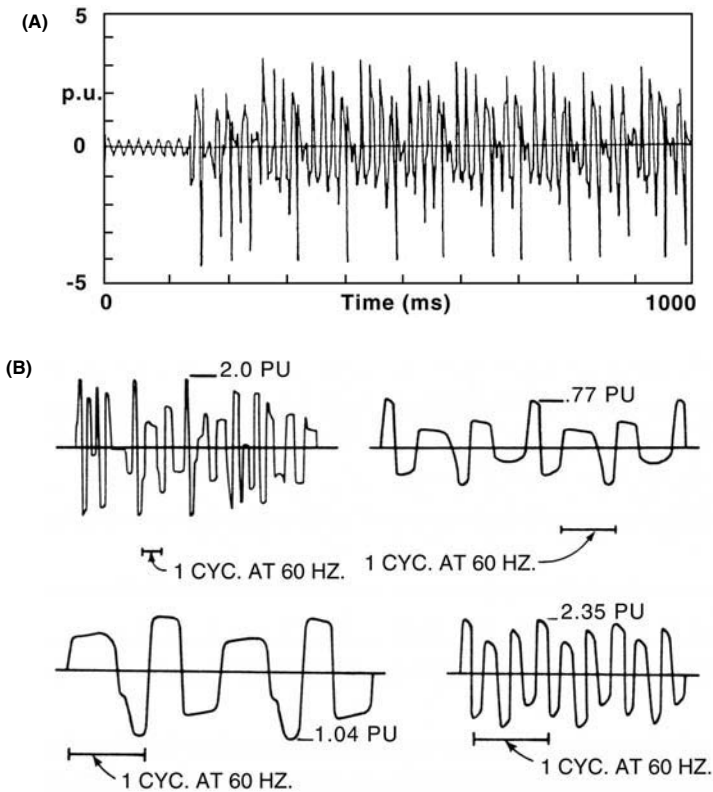 (A)
5
p.u.
0
-5
0 Time (ms) 1000
(B)
2.0 PU
.77 PU
1 CYC. AT 60 HZ.
1 CYC. AT 60 HZ.
1.04 PU
2.35 PU
1 CYC. AT 60 HZ.
1 CYC. AT 60 HZ.